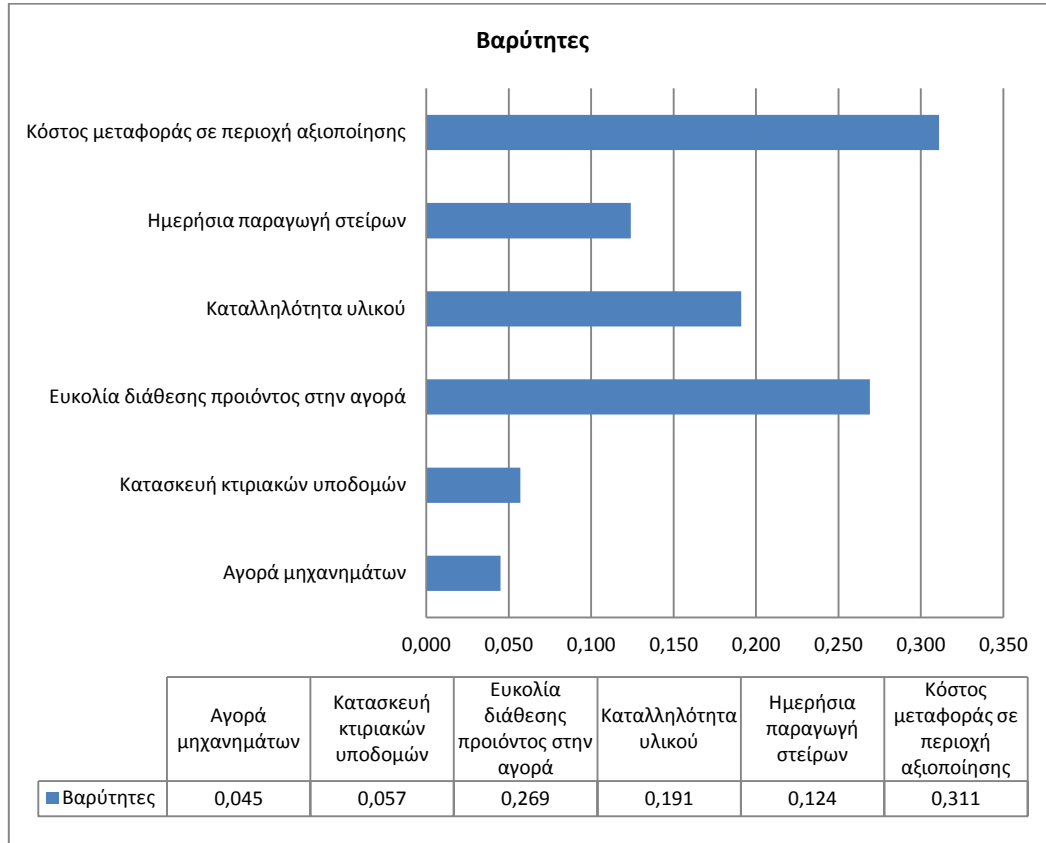 Βαρύτητες
Κόστος μεταφοράς σε περιοχή αξιοποίησης
Ημερήσια παραγωγή στείρων
Καταλληλότητα υλικού
Ευκολία διάθεσης προιόντος στην αγορά
Κατασκευή κτιριακών υποδομών
Αγορά μηχανημάτων
0,000 0,050 0,100 0,150 0,200 0,250 0,300 0,350
Αγορά
μηχανημάτων
Κατασκευή
κτιριακών
υποδομών
Ευκολία
διάθεσης
προιόντος στην
αγορά
Καταλληλότητα
υλικού
Ημερήσια
παραγωγή
στείρων
Κόστος
μεταφοράς σε
περιοχή
αξιοποίησης
Βαρύτητες 0,045 0,057 0,269 0,191 0,124 0,311